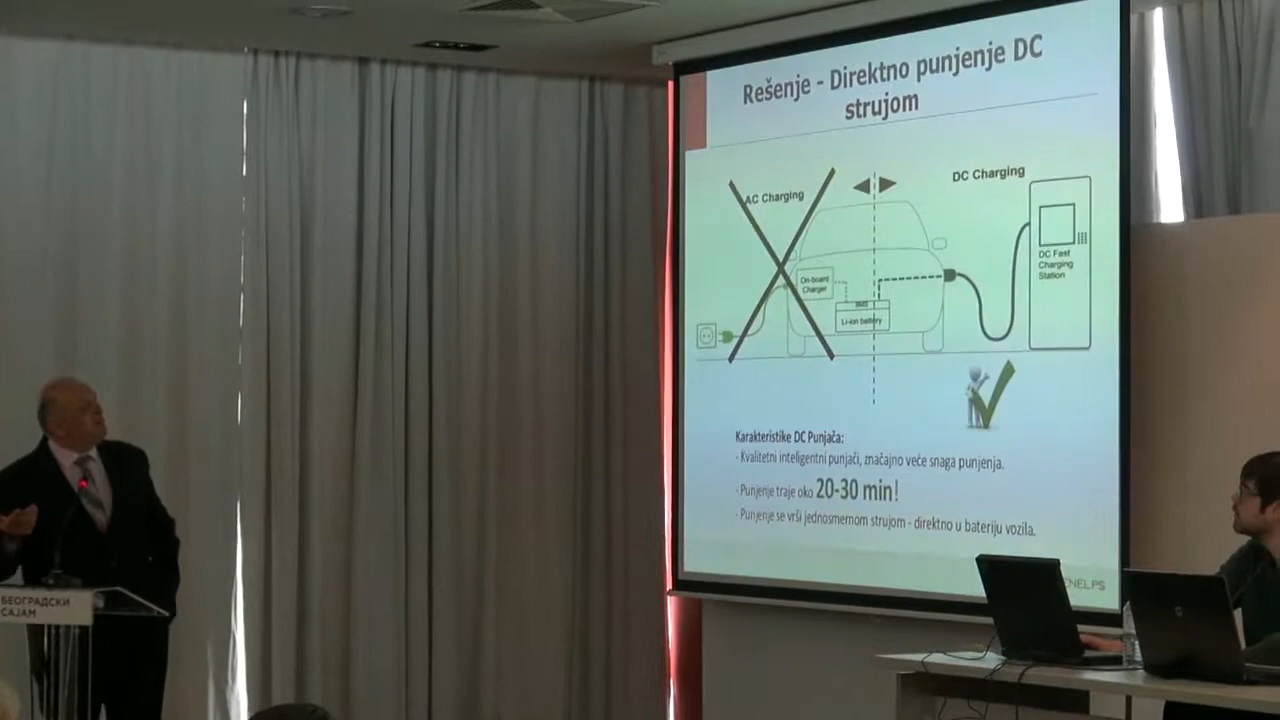 Rešenje - Direktno punjenje DC
strujom
AC Charging
DC Charging
On-board
Charger
BMS
Li-ion battery
DC Fast
Charging
Station
Karakteristike DC Punjača:
- Kvalitetni inteligentni punjači, značajno veće snaga punjenja.
- Punjenje traje oko 20-30 min!
- Punjenje se vrši jednosmernom strujom - direktno u bateriju vozila.
ENEL PS
БЕОГРАДСКИ
САЈАМ